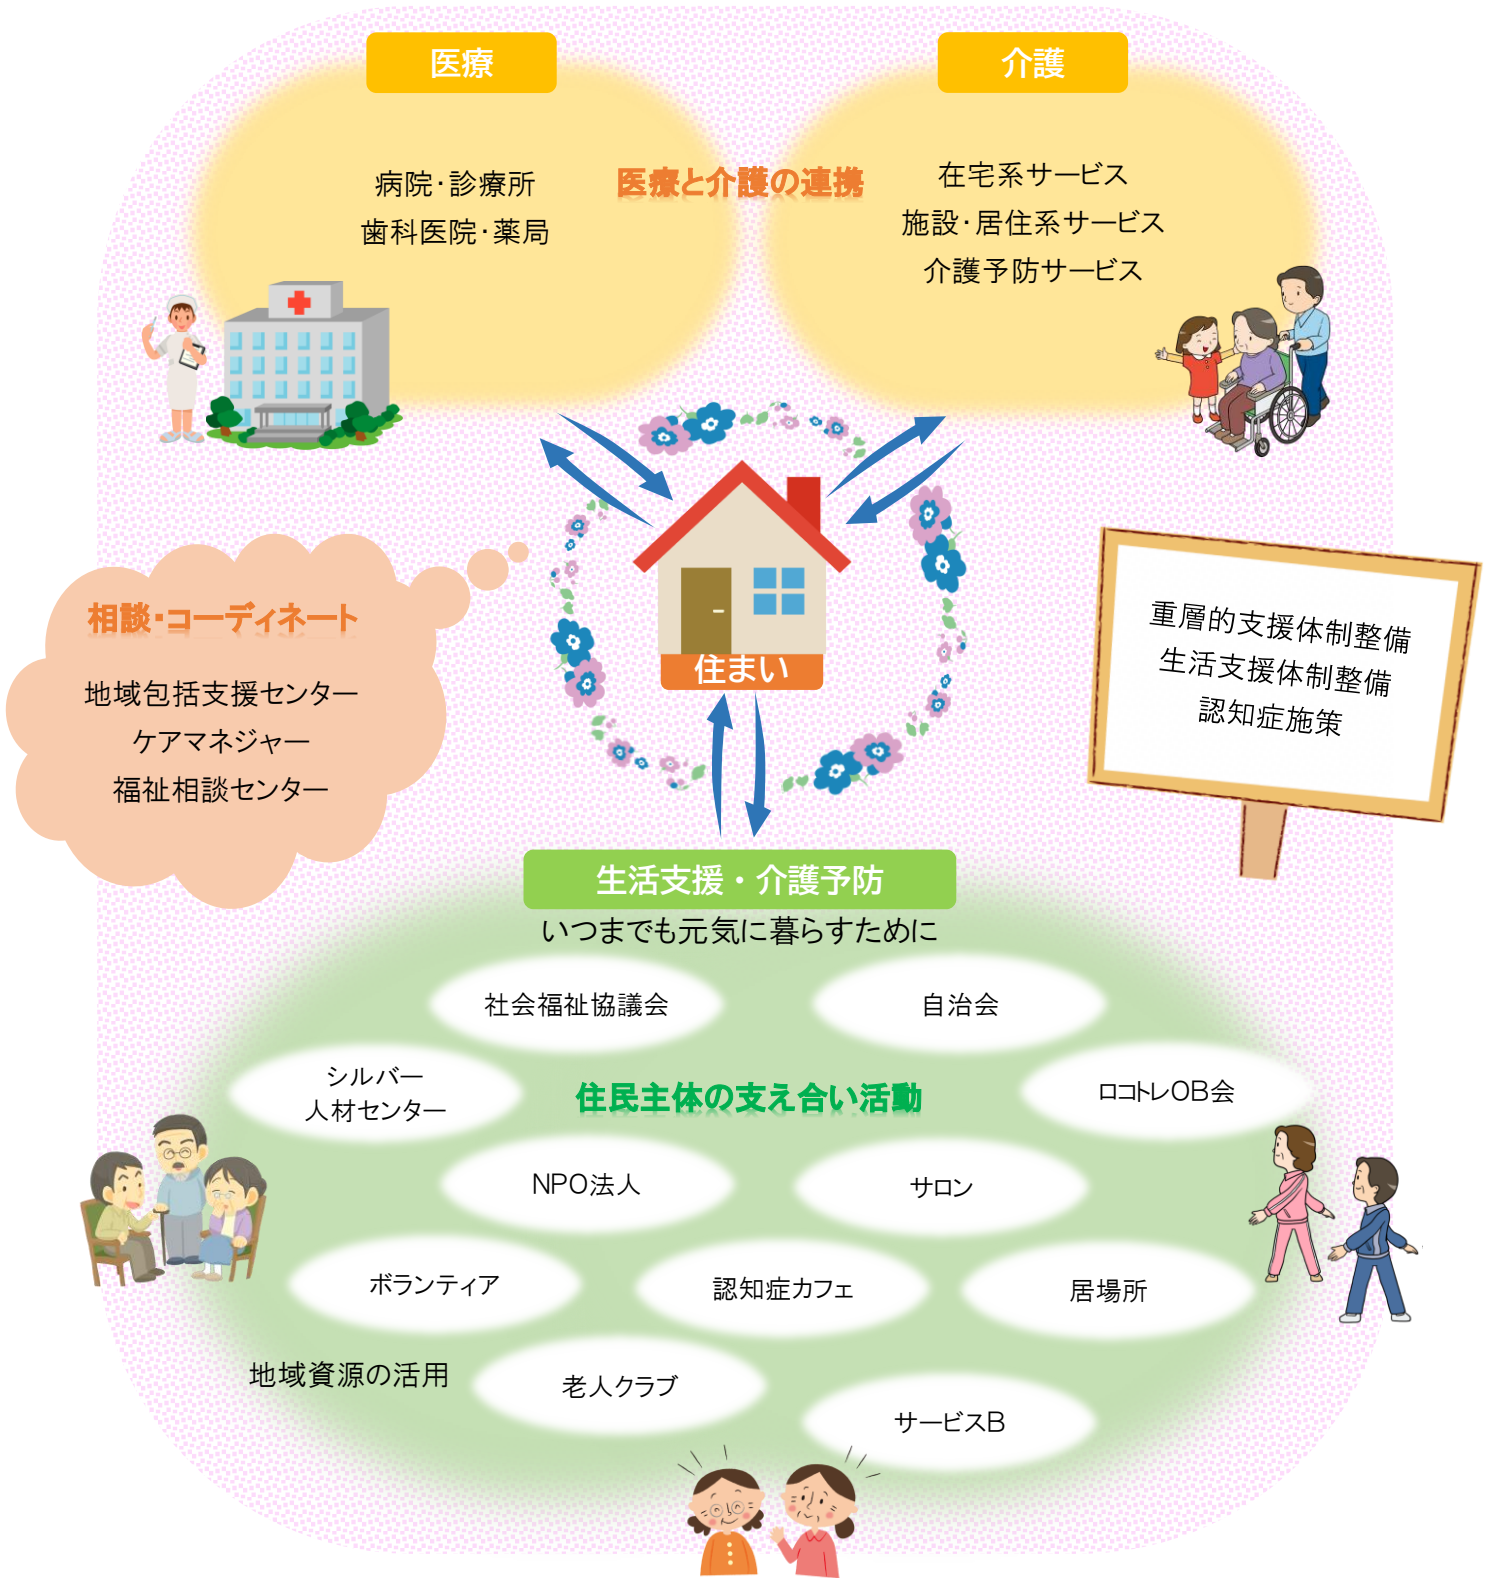 医療
介護
病院・診療所
歯科医院・薬局
医療と介護の連携
在宅系サービス
施設・居住系サービス
介護予防サービス
相談・コーディネート
地域包括支援センター
ケアマネジャー
福祉相談センター
住まい
重層的支援体制整備
生活支援体制整備
認知症施策
生活支援・介護予防
いつまでも元気に暮らすために
社会福祉協議会
自治会
シルバー
人材センター
住民主体の支え合い活動
ロコトレOB会
NPO法人
サロン
ボランティア
認知症カフェ
居場所
地域資源の活用
老人クラブ
サービスB